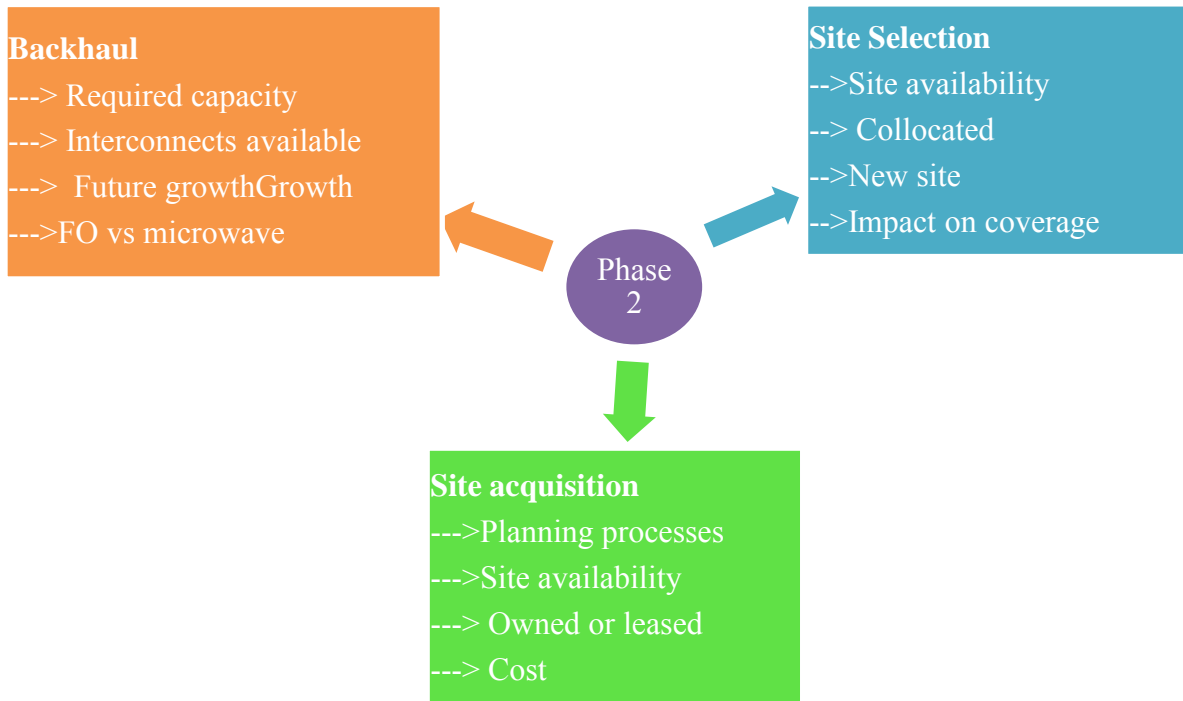 Backhaul
---> Required capacity
---> Interconnects available
--->  Future growthGrowth
--->FO vs microwave
Site Selection
-->Site availability
--> Collocated
-->New site
-->Impact on coverage
Phase
2
Site acquisition
--->Planning processes
--->Site availability
---> Owned or leased
---> Cost